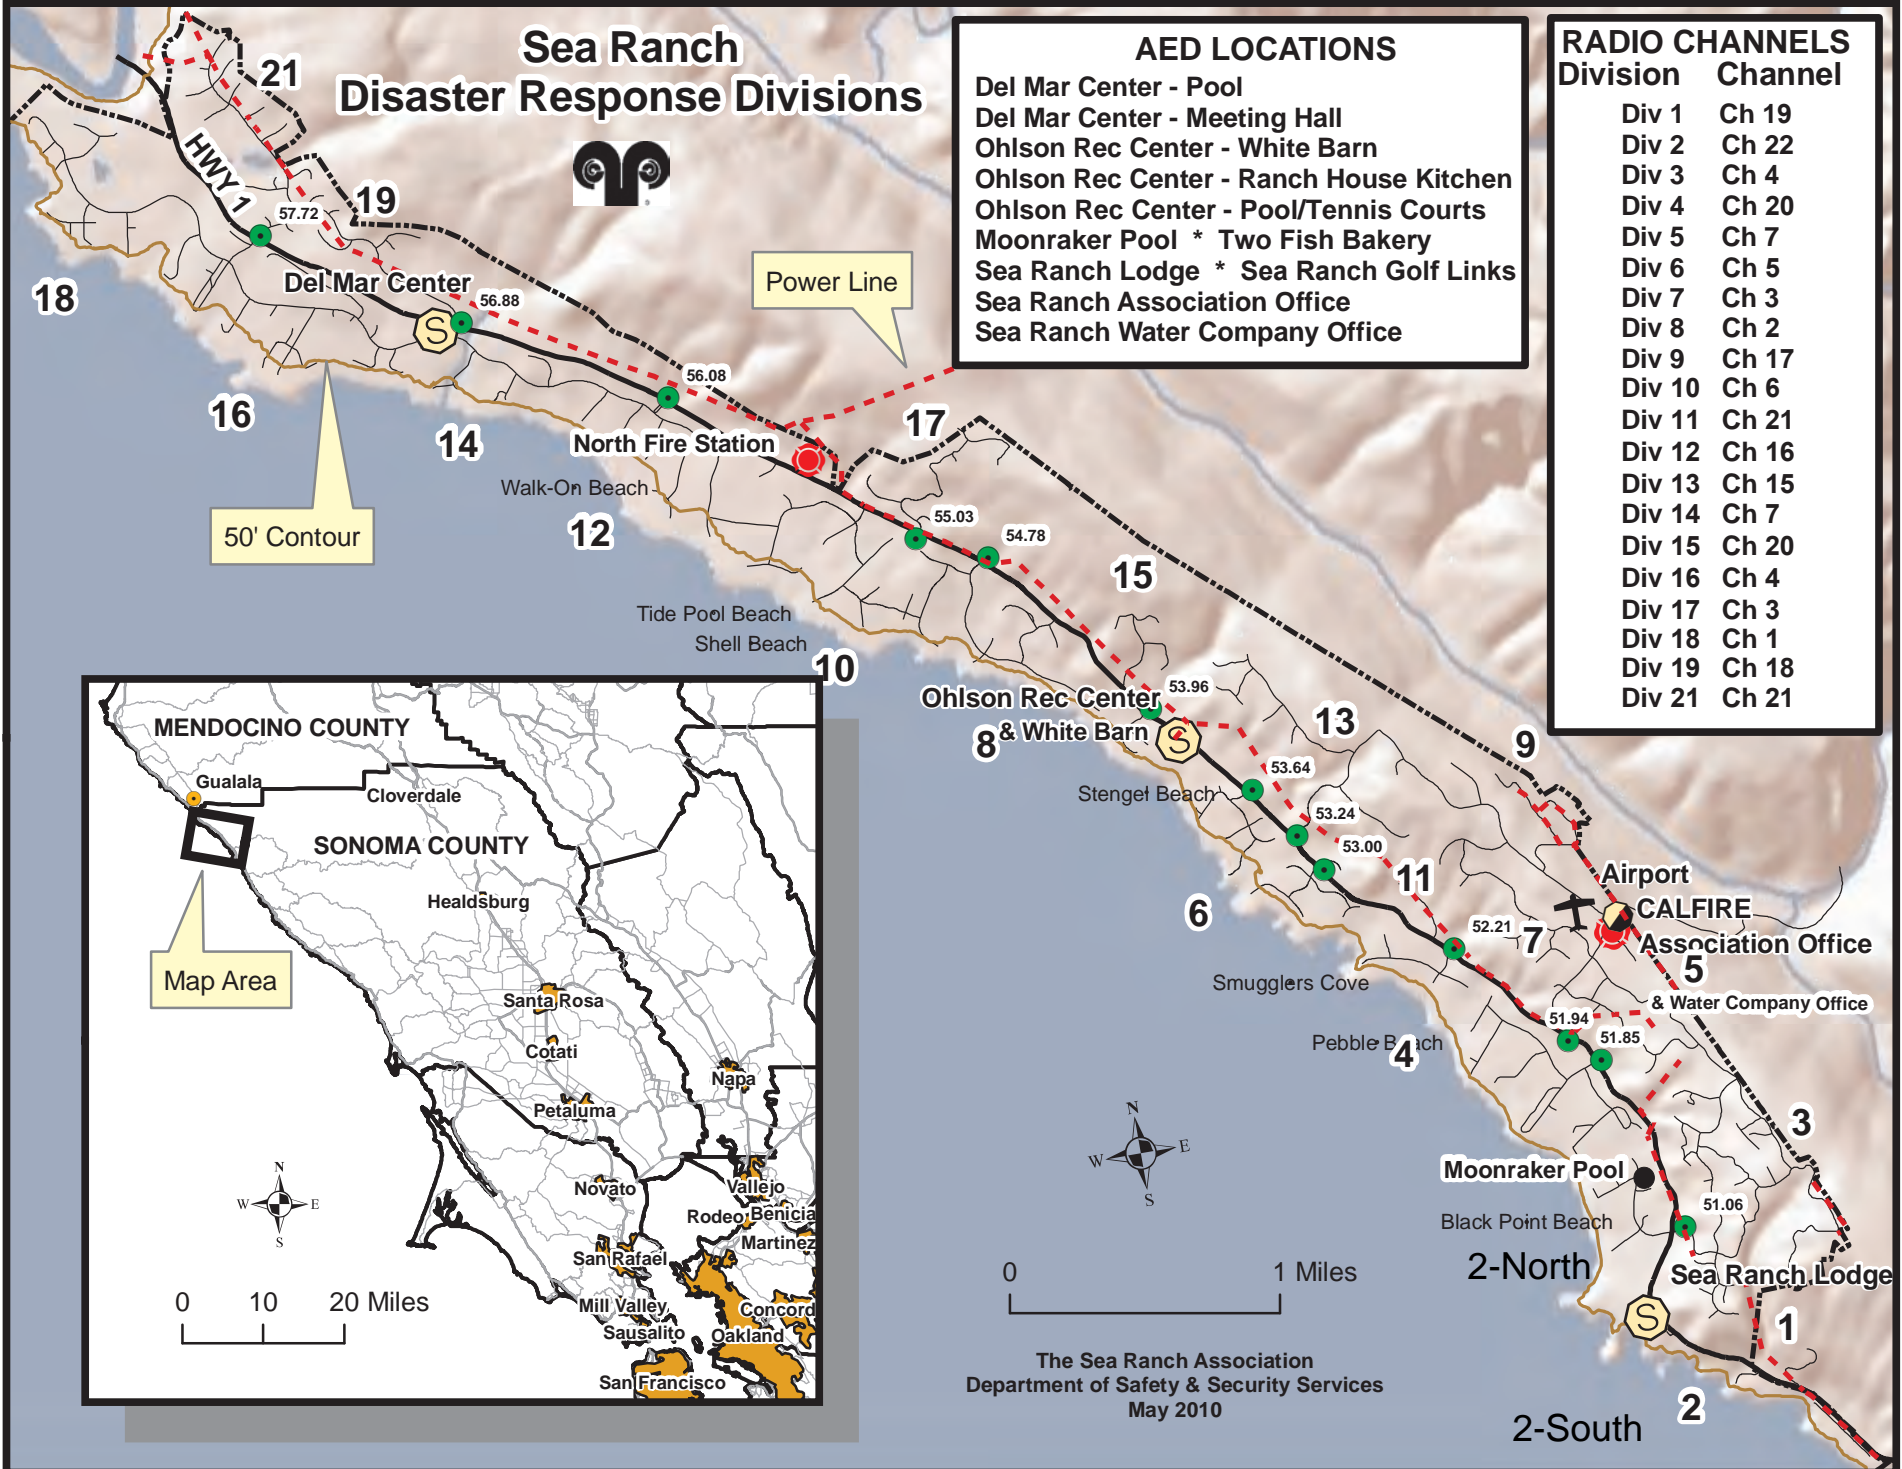 Sea Ranch
Disaster Response Divisions
AED LOCATIONS
Del Mar Center - Pool
Del Mar Center - Meeting Hall
Ohlson Rec Center - White Barn
Ohlson Rec Center - Ranch House Kitchen
Ohlson Rec Center - Pool/Tennis Courts
Moonraker Pool * Two Fish Bakery
Sea Ranch Lodge * Sea Ranch Golf Links
Sea Ranch Association Office
Sea Ranch Water Company Office
RADIO CHANNELS
Division Channel
Div 1 Ch 19
Div 2 Ch 22
Div 3 Ch 4
Div 4 Ch 20
Div 5 Ch 7
Div 6 Ch 5
Div 7 Ch 3
Div 8 Ch 2
Div 9 Ch 17
Div 10 Ch 6
Div 11 Ch 21
Div 12 Ch 16
Div 13 Ch 15
Div 14 Ch 7
Div 15 Ch 20
Div 16 Ch 4
Div 17 Ch 3
Div 18 Ch 1
Div 19 Ch 18
Div 21 Ch 21
21
HWY 1
19
57.72
18
Del Mar Center
56.88
S
Power Line
16
56.08
14
17
North Fire Station
Walk-On Beach
50' Contour
12
55.03
54.78
15
Tide Pool Beach
Shell Beach
10
53.96
Ohlson Rec Center
& White Barn
S
8
13
9
53.64
Stengel Beach
53.24
53.00
11
Airport
CALFIRE
6
52.21
7
Association Office
5
Smugglers Cove
& Water Company Office
51.94
51.85
Pebble Beach
4
3
N
W
E
S
Moonraker Pool
51.06
Black Point Beach
2-North
Sea Ranch Lodge
S
1
2
2-South
0 1 Miles
The Sea Ranch Association
Department of Safety & Security Services
May 2010
MENDOCINO COUNTY
Gualala
Cloverdale
SONOMA COUNTY
Healdsburg
Map Area
Santa Rosa
Cotati
Napa
Petaluma
N
W
E
S
Novato
Vallejo
Rodeo
Benicia
Martinez
San Rafael
Mill Valley
Concord
Sausalito
Oakland
San Francisco
0 10 20 Miles